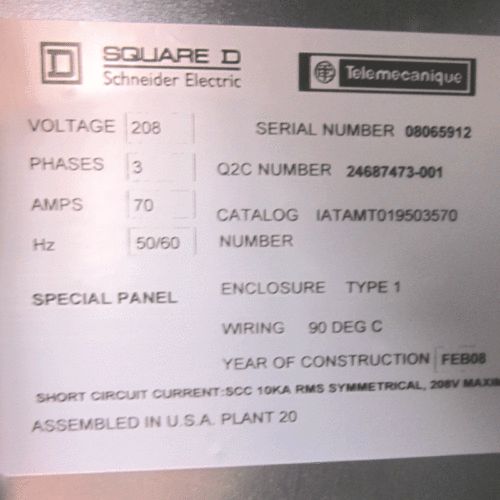 D SQUARE D
Schneider Electric
Telemecanique
VOLTAGE 208 SERIAL NUMBER 08065912
PHASES 3 Q2C NUMBER 24687473-001
AMPS 70 CATALOG IATAMT019503570
Hz 50/60 NUMBER
SPECIAL PANEL ENCLOSURE TYPE 1
WIRING 90 DEG C
YEAR OF CONSTRUCTION FEB08
SHORT CIRCUIT CURRENT:SCC 10KA RMS SYMMETRICAL, 208V
ASSEMBLED IN U.S.A. PLANT 20